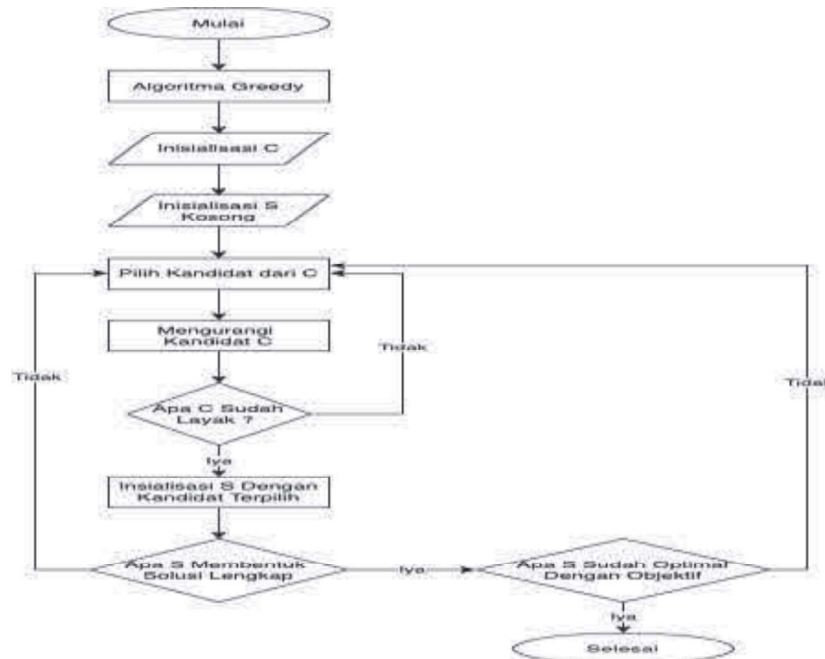 Mulai
Algoritma Greedy
Inisialisasi C
Inisialisasi S
Kosong
Pilih Kandidat dari C
Mengurangi
Kandidat C
Tidak
Tidak
Tidak
Apa C Sudah
Layak ?
Iya
Insialisasi S Dengan
Kandidat Terpilih
Apa S Membentuk
Solusi Lengkap
Iya
Apa S Sudah Optimal
Dengan Objektif
Iya
Selesai